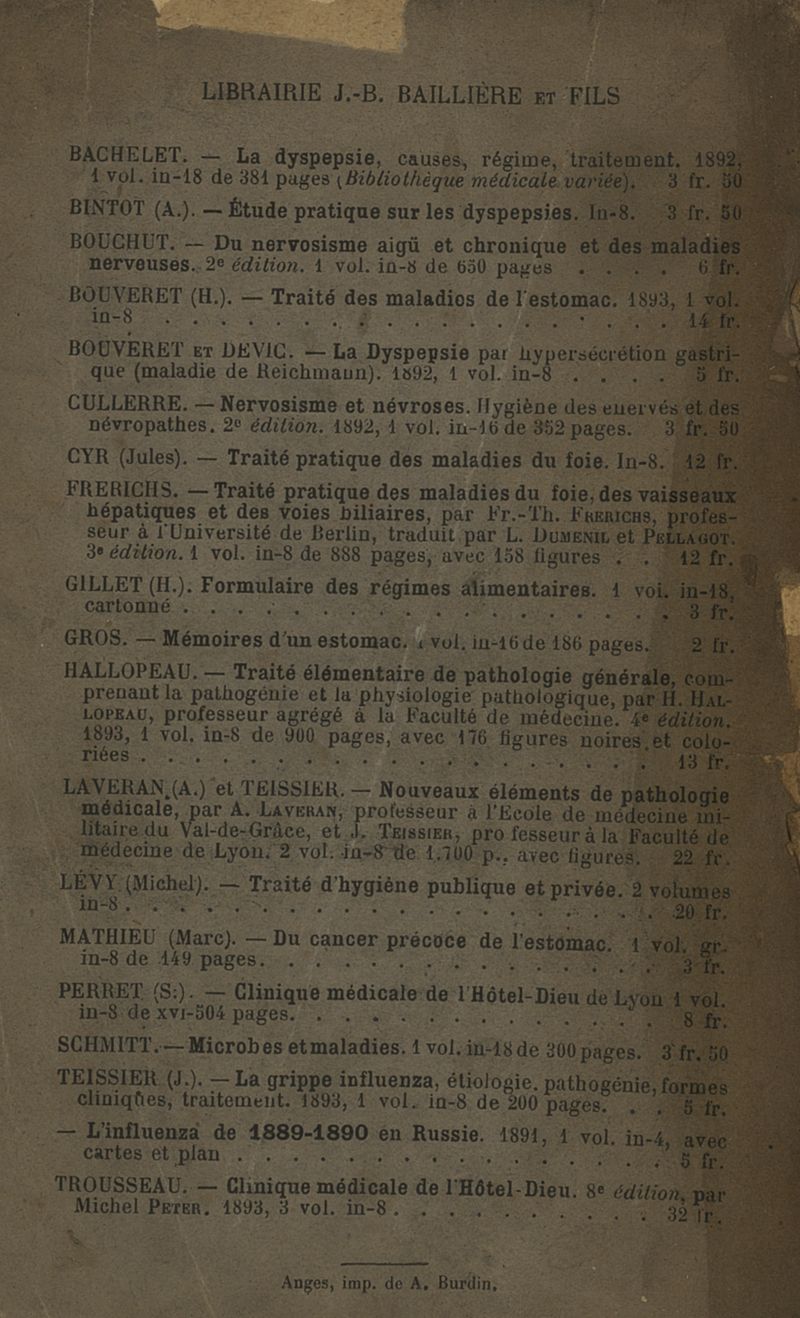 LIBRAIRIE J.-B. BAILLIÈRE ET FILS
BACHELET. — La dyspepsie, causes, régime, traitement. 1892,
1 vol. in-18 de 381 pages (Bibliothèque médicale variée). 3 fr. 50
BINTOT (A.). — Étude pratique sur les dyspepsies. In-8. 3 fr. 50
BOUCHUT. — Du nervosisme aigü et chronique et des maladies
nerveuses. 2e édition. 1 vol. in-8 de 650 pages . . . . 6 fr.
BOUVERET (H.). — Traité des maladies de l'estomac. 1893, 1 vol.
in-8 . . . . . . . . . . . . . . . . . . . 14 fr.
BOUVERET ET DEVIC. — La Dyspepsie par hypersécrétion gastri-
que (maladie de Reichmann). 1892, 1 vol. in-8 . . . . 5 fr.
CULLERRE. — Nervosisme et névroses. Hygiène des enervés et des
névropathes. 2e édition. 1892, 1 vol. in-16 de 352 pages. 3 fr. 50
CYR (Jules). — Traité pratique des maladies du foie. In-8. 12 fr.
FRERICHS. — Traité pratique des maladies du foie, des vaisseaux
hépatiques et des voies biliaires, par Fr.-Th. FRERICHS, profes-
seur à l'Université de Berlin, traduit par L. DUMENIL et PELLAGOT.
3e édition. 1 vol. in-8 de 888 pages, avec 158 figures . . 12 fr.
GILLET (H.). Formulaire des régimes alimentaires. 1 vol. in-18,
cartonné . . . . . . . . . . . . . . . . . 3 fr.
GROS. — Mémoires d'un estomac. 1 vol. in-16 de 186 pages. 2 fr.
HALLOPEAU. — Traité élémentaire de pathologie générale, com-
prenant la pathogénie et la physiologie pathologique, par H. HAL-
LOPEAU, professeur agrégé à la Faculté de médecine. 4e édition.
1893, 1 vol. in-8 de 900 pages, avec 176 figures noires et colo-
riées . . . . . . . . . . . . . . . . . . 13 fr.
LAVERAN (A.) et TEISSIER. — Nouveaux éléments de pathologie
médicale, par A. LAVERAN, professeur à l'École de médecine mi-
litaire du Val-de-Grâce, et J. TEISSIER, pro fesseur à la Faculté de
médecine de Lyon. 2 vol. in-8 de 1.700 p., avec figures. 22 fr.
LÉVY (Michel). — Traité d'hygiène publique et privée. 2 volumes
in-8 . . . . . . . . . . . . . . . . . . . 20 fr.
MATHIEU (Marc). — Du cancer précoce de l'estomac. 1 vol. gr.
in-8 de 149 pages. . . . . . . . . . . . . . . 3 fr.
PERRET (S.). — Clinique médicale de l'Hôtel-Dieu de Lyon 1 vol.
in-8 de XVI-504 pages. . . . . . . . . . . . . 8 fr.
SCHMITT. — Microbes et maladies. 1 vol. in-18 de 300 pages. 3 fr. 50
TEISSIER (J.). — La grippe influenza, étiologie, pathogénie, formes
cliniques, traitement. 1893, 1 vol. in-8 de 200 pages. . . 5 fr.
— L'influenza de 1889-1890 en Russie. 1891, 1 vol. in-4, avec
cartes et plan . . . . . . . . . . . . . . . . 5 fr.
TROUSSEAU. — Clinique médicale de l'Hôtel-Dieu. 8e édition, par
Michel PETER. 1893, 3 vol. in-8 . . . . . . . . . 32 fr.
Anges, imp. de A. Burdin.